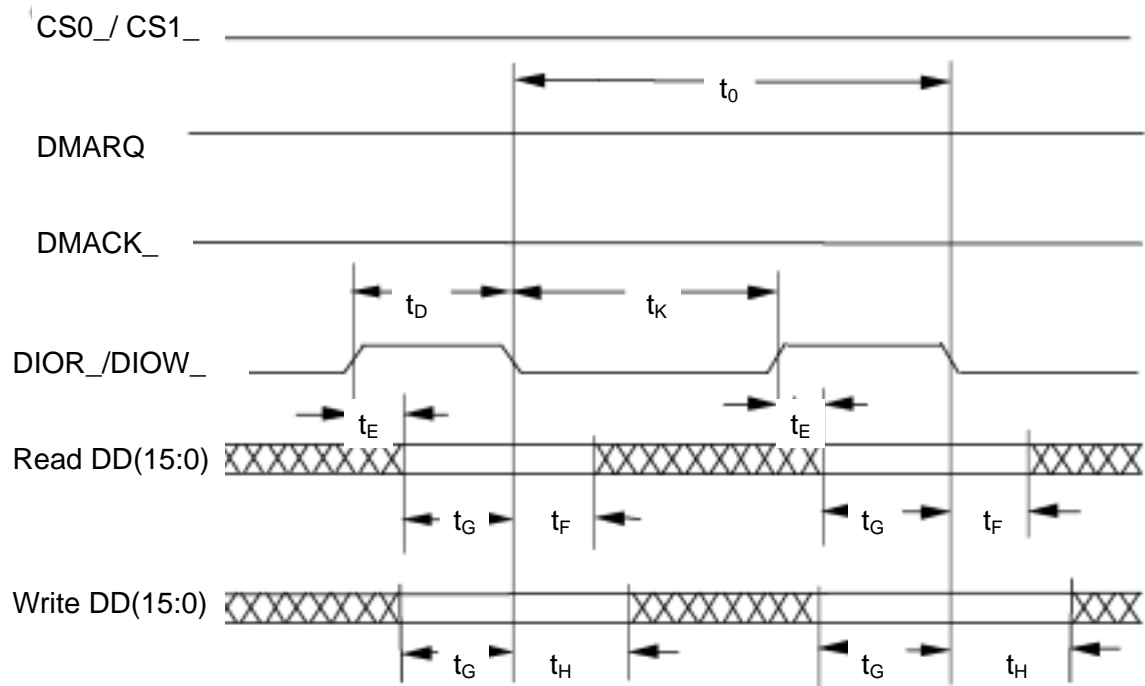 CS0_/ CS1_
t0
DMARQ
DMACK_
tD tK
DIOR_/DIOW_
tE tE
Read DD(15:0)
tG tF tG tF
Write DD(15:0)
tG tH tG tH